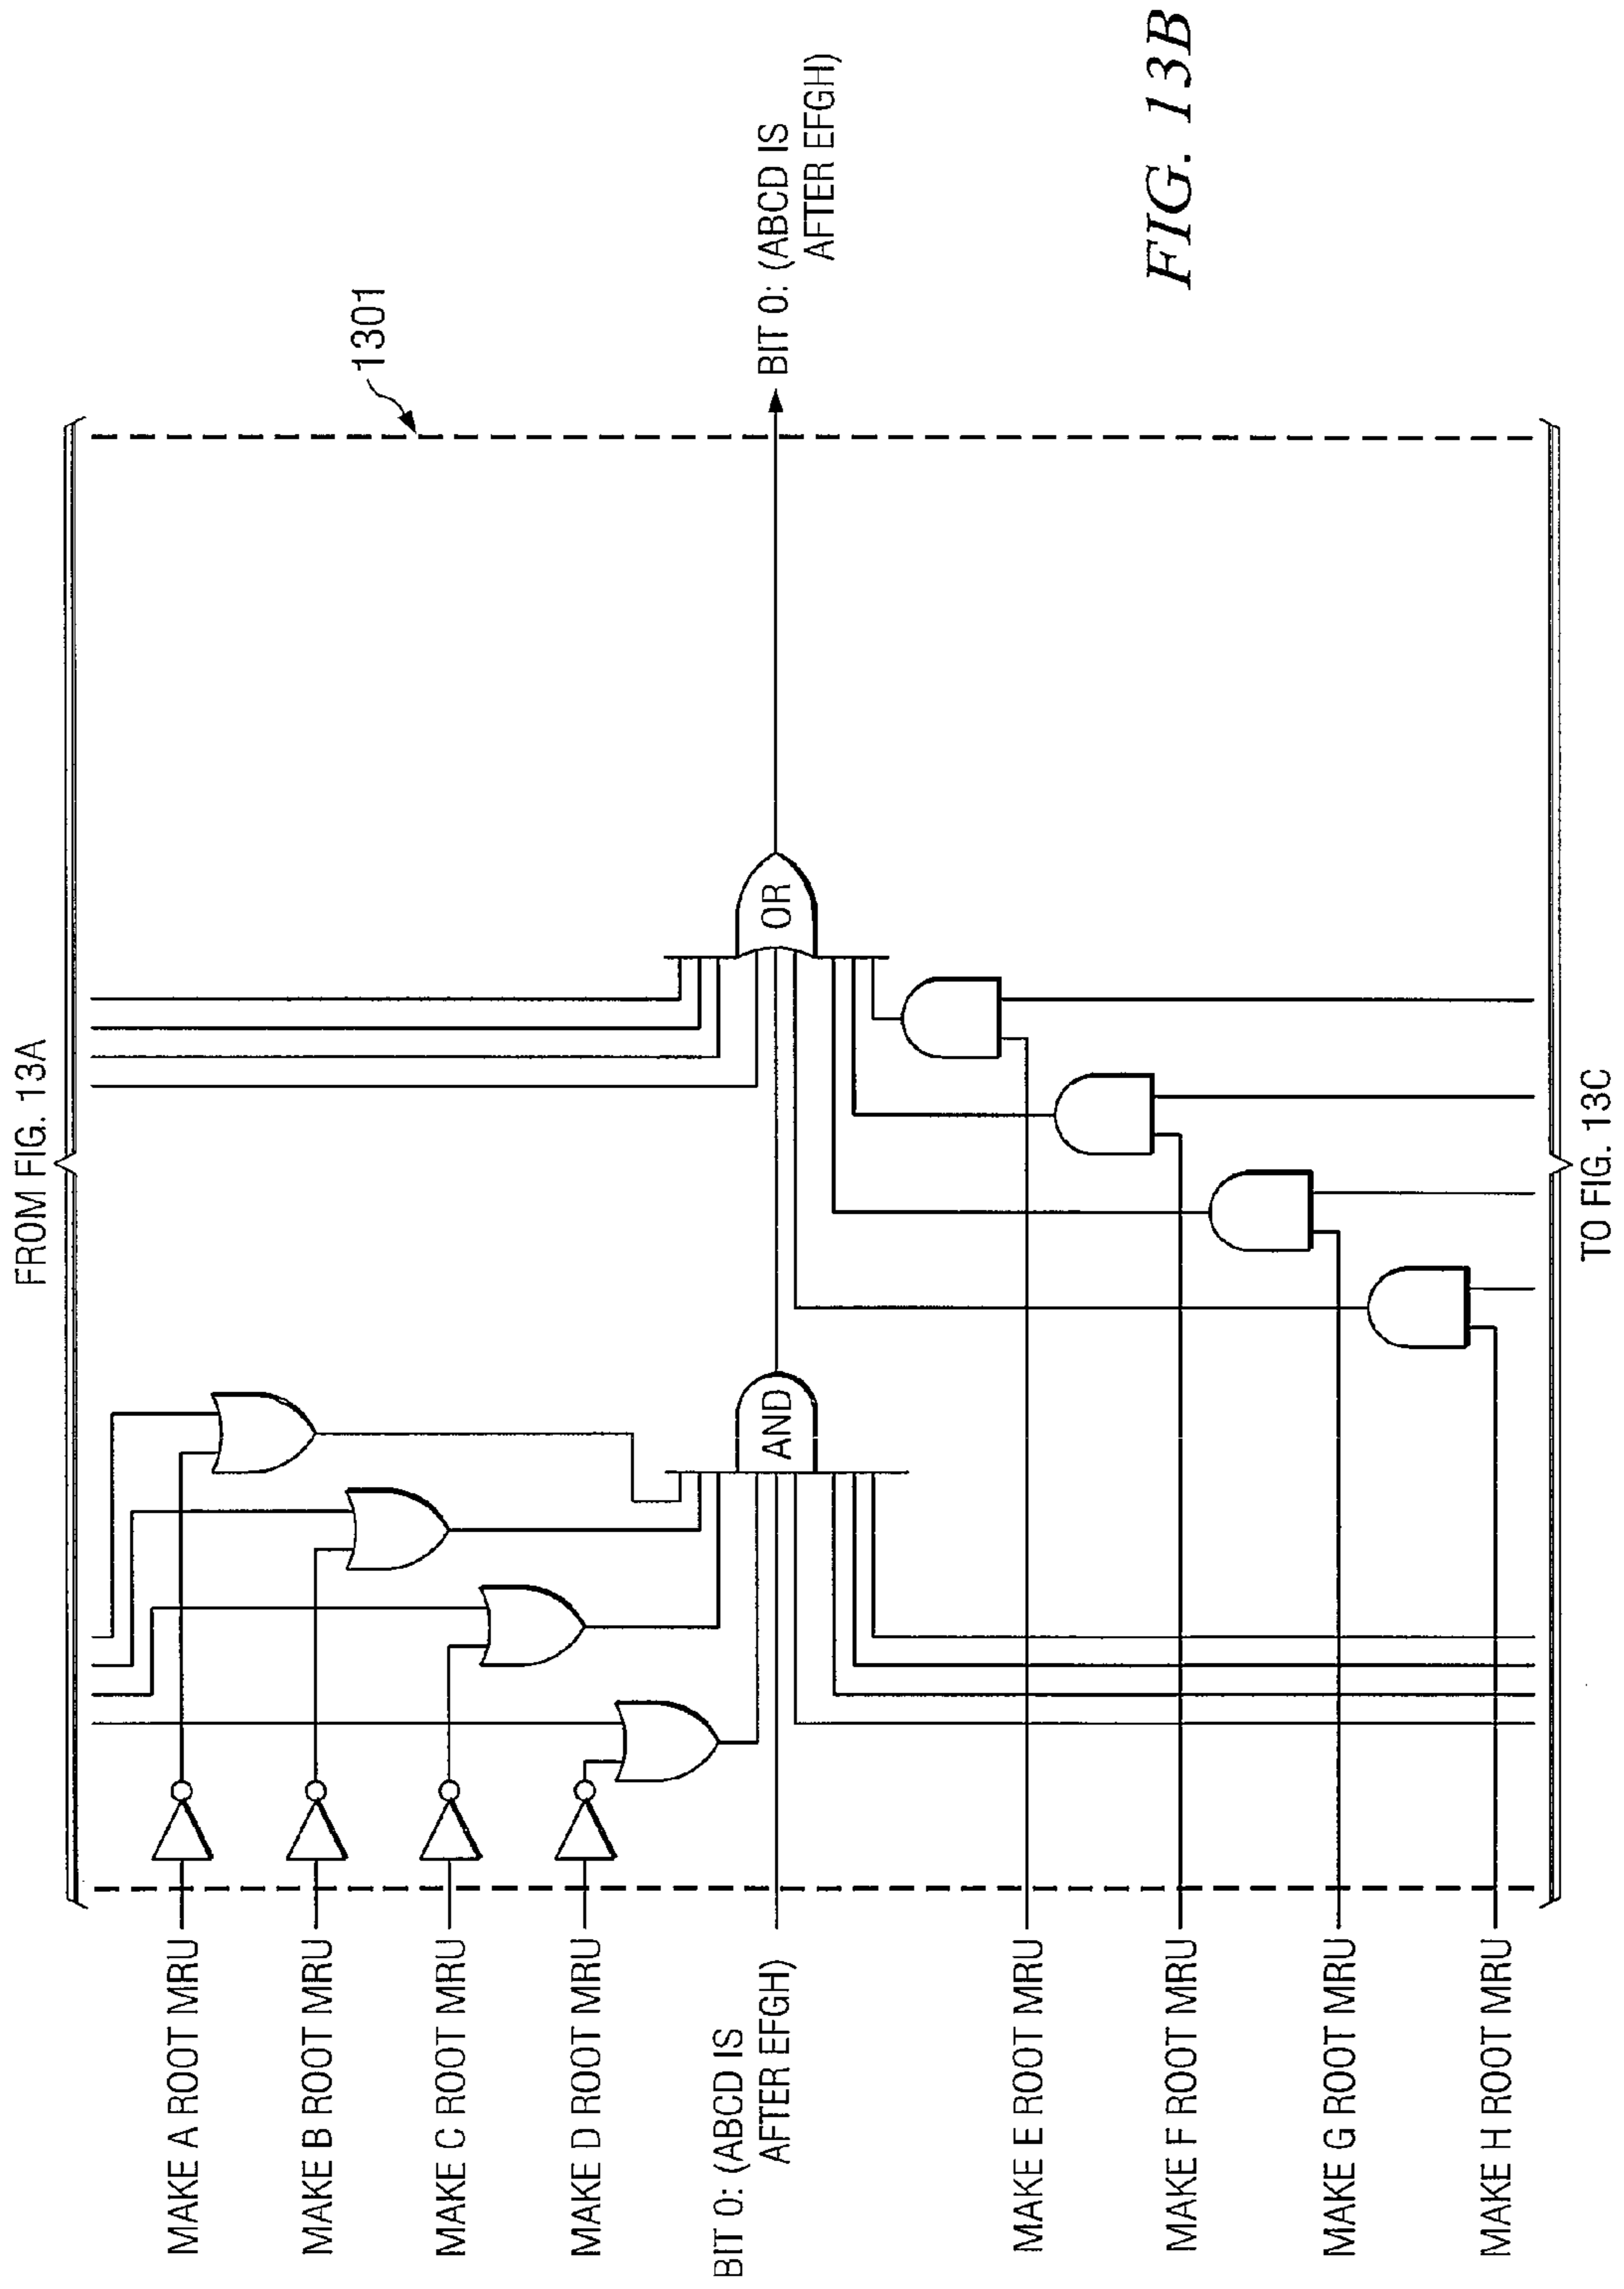 FROM FIG. 13A
MAKE A ROOT MRU
MAKE B ROOT MRU
MAKE C ROOT MRU
MAKE D ROOT MRU
BIT 0: (ABCD IS
AFTER EFGH)
MAKE E ROOT MRU
MAKE F ROOT MRU
MAKE G ROOT MRU
MAKE H ROOT MRU
AND
OR
1301
BIT 0: (ABCD IS
AFTER EFGH)
TO FIG. 13C
FIG. 13B